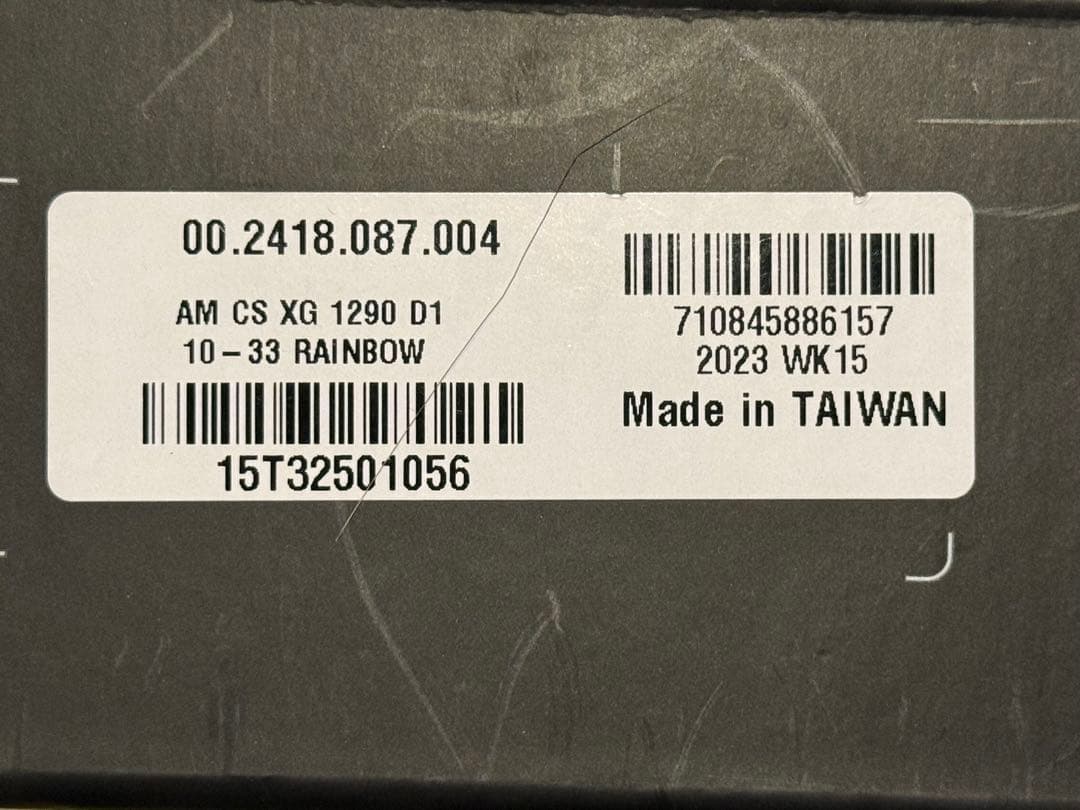 00.2418.087.004
AM CS XG 1290 D1
10-33 RAINBOW
15T32501056
710845886157
2023 WK15
Made in TAIWAN